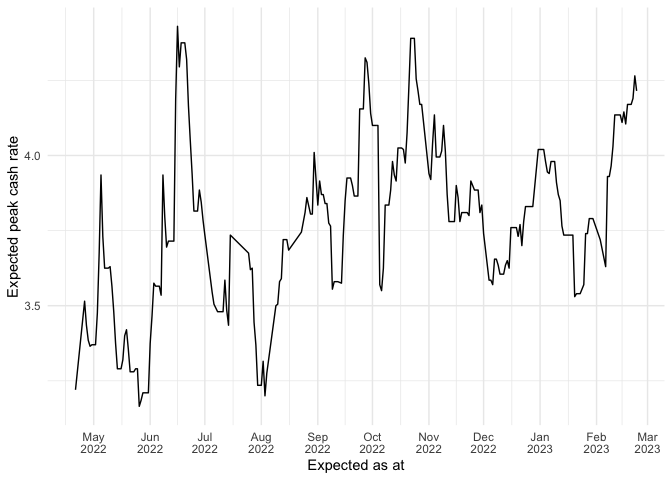 Expected peak cash rate
4.0
3.5
May Jun Jul Aug Sep Oct Nov Dec Jan Feb Mar
2022 2022 2022 2022 2022 2022 2022 2022 2023 2023 2023
Expected as at